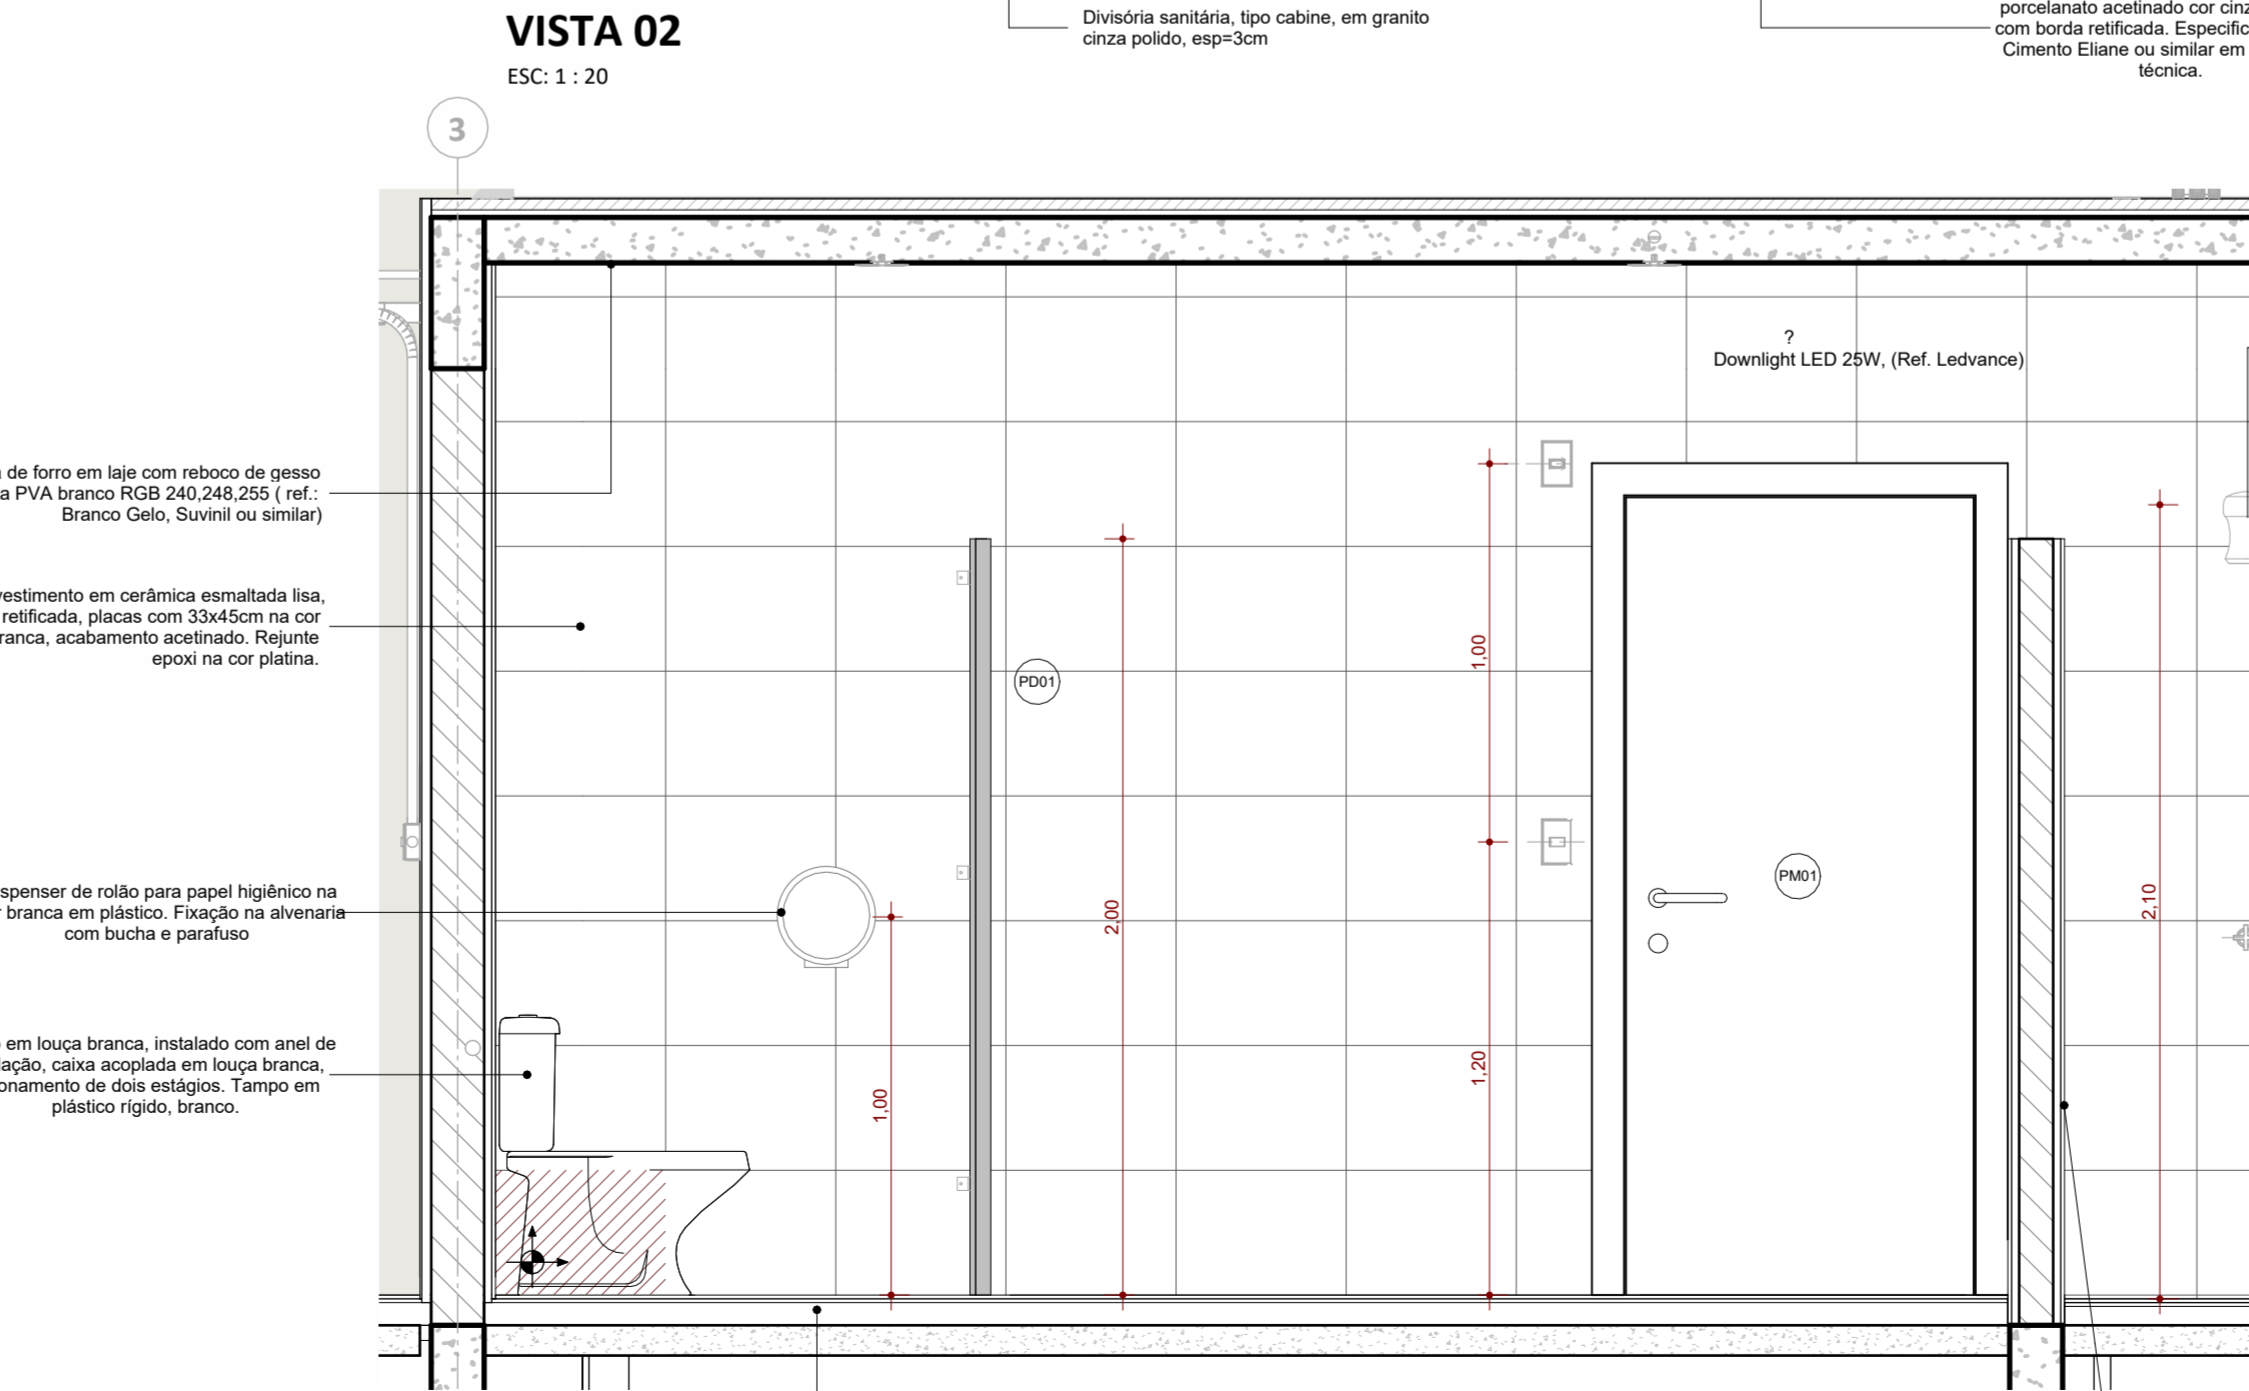 VISTA 02
ESC: 1 : 20
Divisória sanitária, tipo cabine, em granito
cinza polido, esp=3cm
porcelanato acetinado cor cinz
com borda retificada. Especific
Cimento Eliane ou similar em
técnica.
3
?
Downlight LED 25W, (Ref. Ledvance)
de forro em laje com reboco de gesso
a PVA branco RGB 240,248,255 ( ref.:
Branco Gelo, Suvinil ou similar)
vestimento em cerâmica esmaltada lisa,
retificada, placas com 33x45cm na cor
ranca, acabamento acetinado. Rejunte
epoxi na cor platina.
PD01
1,00
PM01
spenser de rolão para papel higiênico na
r branca em plástico. Fixação na alvenaria
com bucha e parafuso
2,00
2,10
em louça branca, instalado com anel de
lação, caixa acoplada em louça branca,
onamento de dois estágios. Tampo em
plástico rígido, branco.
1,00
1,20